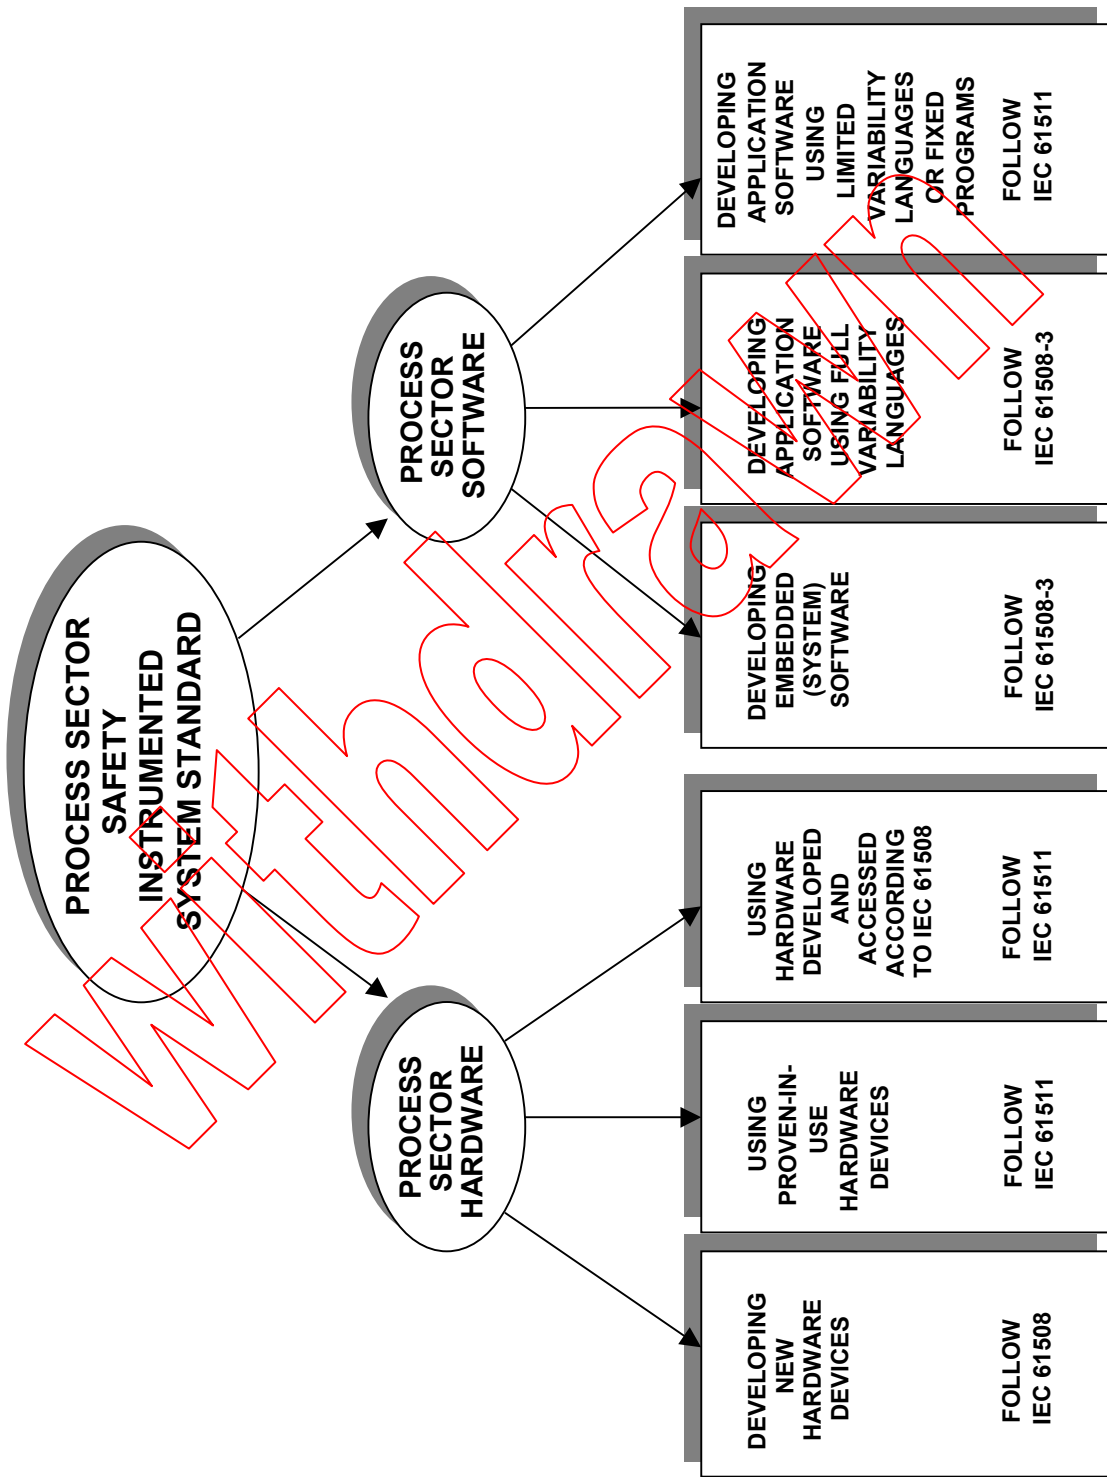 PROCESS SECTOR
SAFETY
INSTRUMENTED
SYSTEM STANDARD
PROCESS
SECTOR
HARDWARE
PROCESS
SECTOR
SOFTWARE
DEVELOPING
NEW
HARDWARE
DEVICES
FOLLOW
IEC 61508
USING
PROVEN-IN-
USE
HARDWARE
DEVICES
FOLLOW
IEC 61511
USING
HARDWARE
DEVELOPED
AND
ACCESSED
ACCORDING
TO IEC 61508
FOLLOW
IEC 61511
DEVELOPING
EMBEDDED
(SYSTEM)
SOFTWARE
FOLLOW
IEC 61508-3
DEVELOPING
APPLICATION
SOFTWARE
USING FULL
VARIABILITY
LANGUAGES
FOLLOW
IEC 61508-3
DEVELOPING
APPLICATION
SOFTWARE
USING
LIMITED
VARIABILITY
LANGUAGES
OR FIXED
PROGRAMS
FOLLOW
IEC 61511
Withdrawn